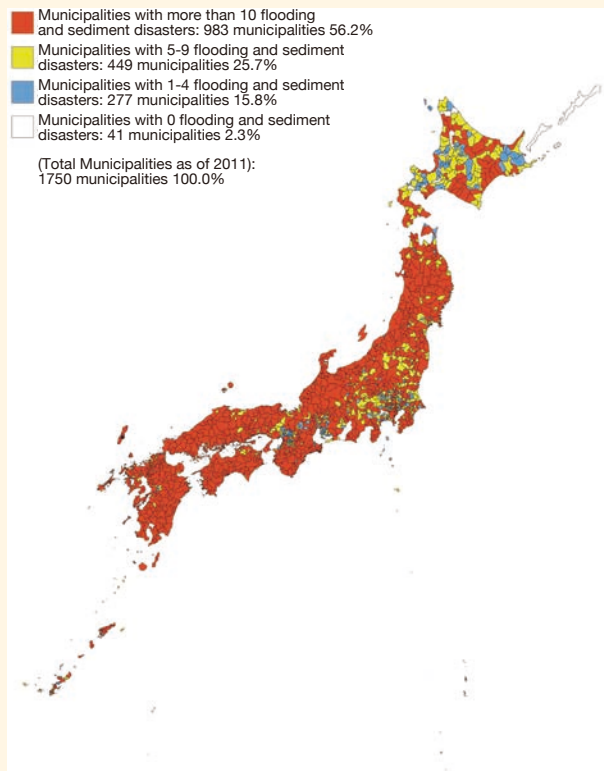 Municipalities with more than 10 flooding
and sediment disasters: 983 municipalities 56.2%
Municipalities with 5-9 flooding and sediment
disasters: 449 municipalities 25.7%
Municipalities with 1-4 flooding and sediment
disasters: 277 municipalities 15.8%
Municipalities with 0 flooding and sediment
disasters: 41 municipalities 2.3%
(Total Municipalities as of 2011):
1750 municipalities 100.0%